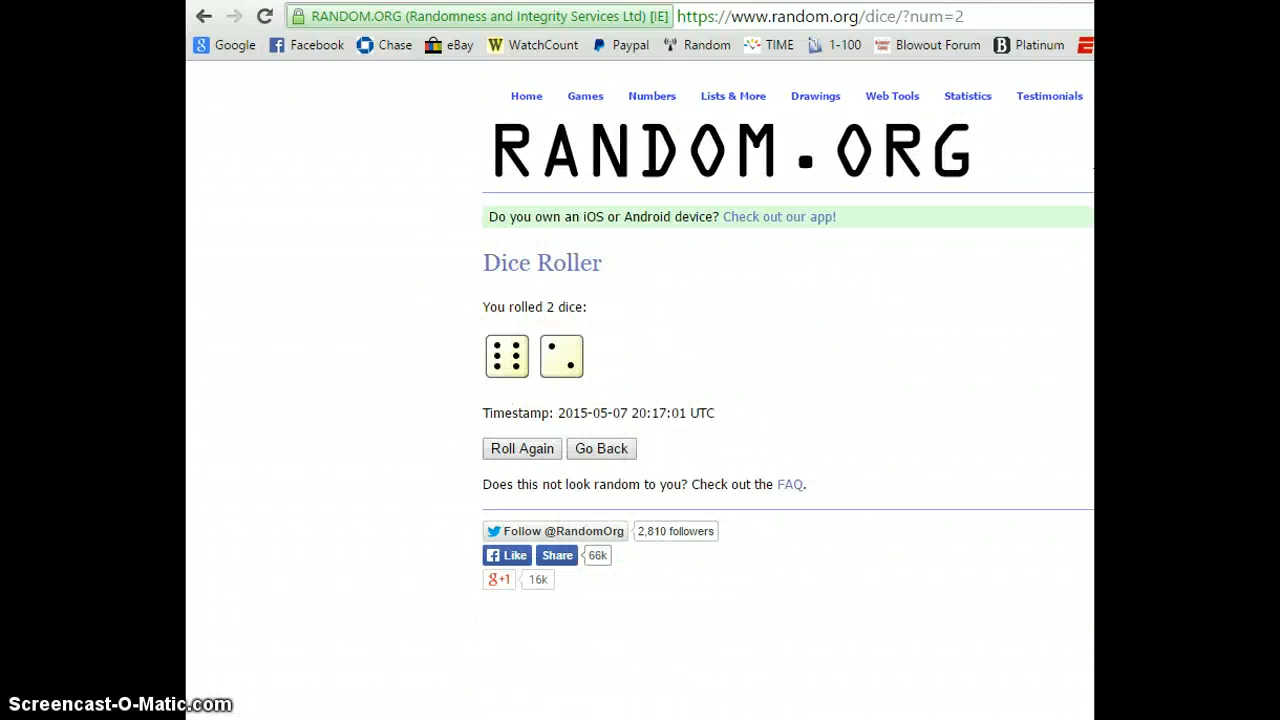 RANDOM.ORG (Randomness and Integrity Services Ltd) [IE] https://www.random.org/dice/?num=2
Google Facebook Chase eBay WatchCount Paypal Random TIME 1-100 Blowout Forum Platinum
Home Games Numbers Lists & More Drawings Web Tools Statistics Testimonials
RANDOM.ORG
Do you own an iOS or Android device? Check out our app!
Dice Roller
You rolled 2 dice:
Timestamp: 2015-05-07 20:17:01 UTC
Roll Again Go Back
Does this not look random to you? Check out the FAQ.
Follow @RandomOrg 2,810 followers
Like Share 66k
g+1 16k
Screencast-O-Matic.com